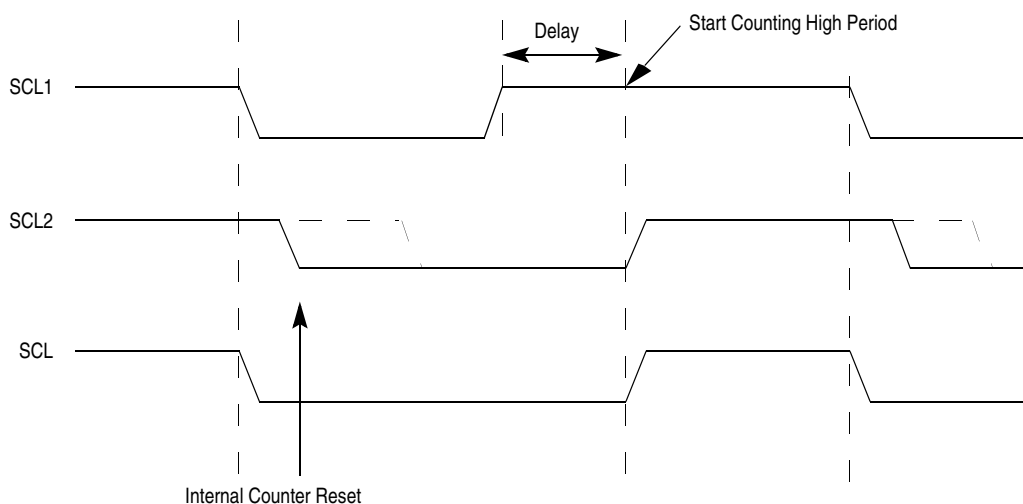 Start Counting High Period
Delay
SCL1
SCL2
SCL
Internal Counter Reset